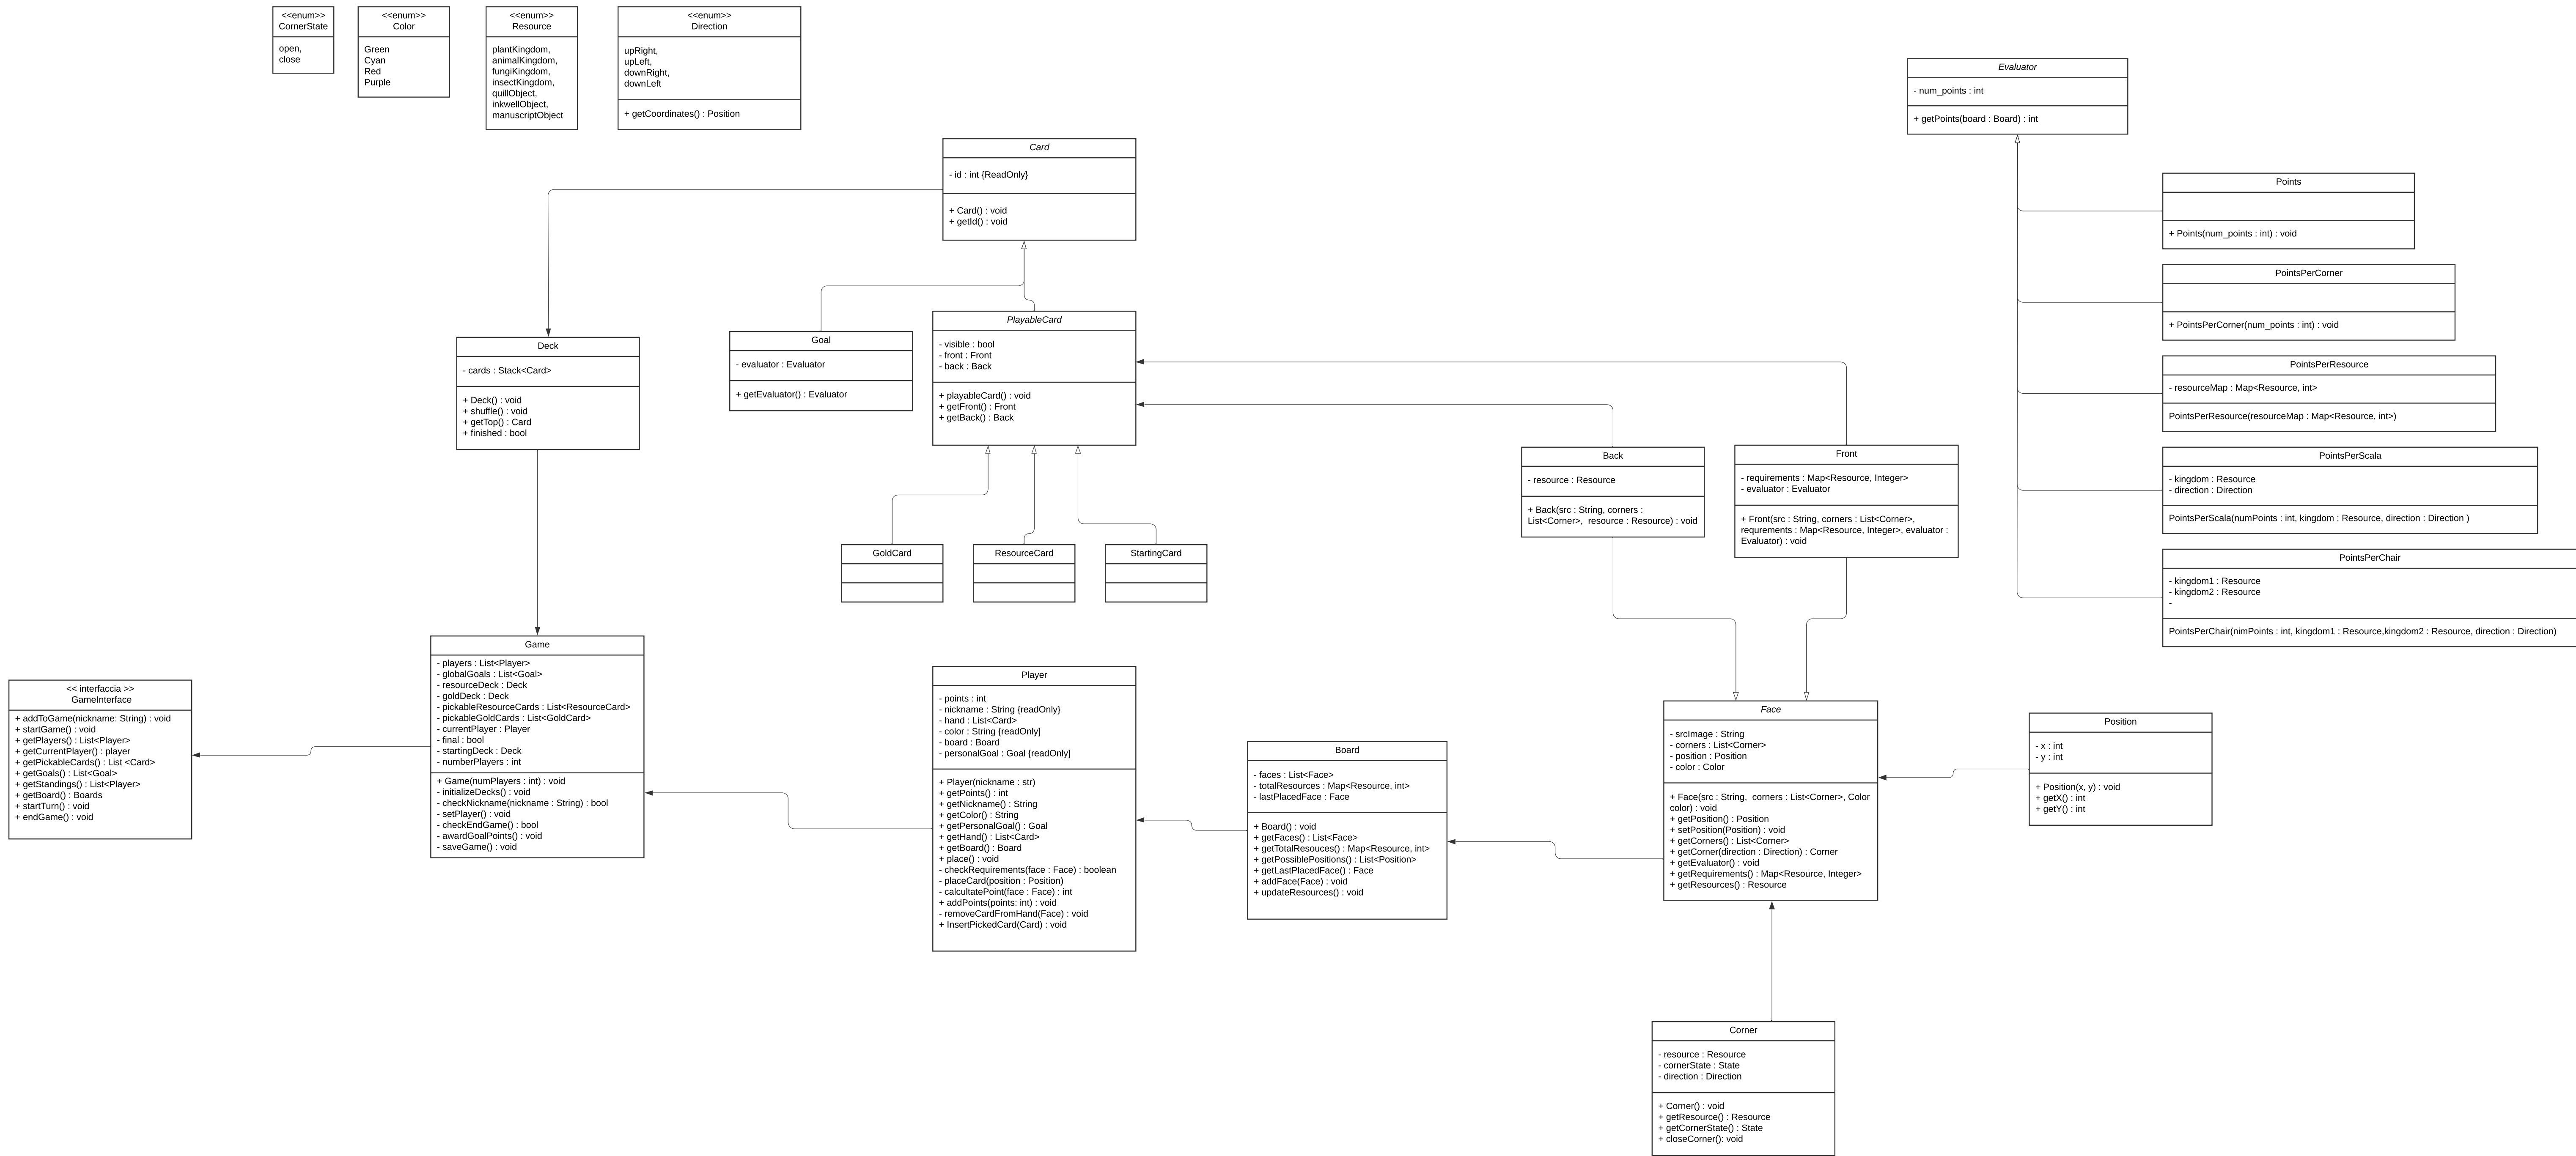 <<enum>>
CornerState
open,
close
<<enum>>
Color
Green
Cyan
Red
Purple
<<enum>>
Resource
plantKingdom,
animalKingdom,
fungiKingdom,
insectKingdom,
quillObject,
inkwellObject,
manuscriptObject
<<enum>>
Direction
upRight,
upLeft,
downRight,
downLeft
+ getCoordinates() : Position
Evaluator
- num_points : int
+ getPoints(board : Board) : int
Card
- id : int {ReadOnly}
+ Card() : void
+ getId() : void
Points
+ Points(num_points : int) : void
PointsPerCorner
+ PointsPerCorner(num_points : int) : void
PointsPerResource
- resourceMap : Map<Resource, int>
PointsPerResource(resourceMap : Map<Resource, int>)
PointsPerScala
- kingdom : Resource
- direction : Direction
PointsPerScala(numPoints : int, kingdom : Resource, direction : Direction )
PointsPerChair
- kingdom1 : Resource
- kingdom2 : Resource
-
PointsPerChair(nimPoints : int, kingdom1 : Resource,kingdom2 : Resource, direction : Direction)
Deck
- cards : Stack<Card>
+ Deck() : void
+ shuffle() : void
+ getTop() : Card
+ finished : bool
Goal
- evaluator : Evaluator
+ getEvaluator() : Evaluator
PlayableCard
- visible : bool
- front : Front
- back : Back
+ playableCard() : void
+ getFront() : Front
+ getBack() : Back
Back
- resource : Resource
+ Back(src : String, corners :
List<Corner>,  resource : Resource) : void
Front
- requirements : Map<Resource, Integer>
- evaluator : Evaluator
+ Front(src : String, corners : List<Corner>,
requrements : Map<Resource, Integer>, evaluator :
Evaluator) : void
GoldCard
ResourceCard
StartingCard
<< interfaccia >>
GameInterface
+ addToGame(nickname: String) : void
+ startGame() : void
+ getPlayers() : List<Player>
+ getCurrentPlayer() : player
+ getPickableCards() : List <Card>
+ getGoals() : List<Goal>
+ getStandings() : List<Player>
+ getBoard() : Boards
+ startTurn() : void
+ endGame() : void
Game
- players : List<Player>
- globalGoals : List<Goal>
- resourceDeck : Deck
- goldDeck : Deck
- pickableResourceCards : List<ResourceCard>
- pickableGoldCards : List<GoldCard>
- currentPlayer : Player
- final : bool
- startingDeck : Deck
- numberPlayers : int
+ Game(numPlayers : int) : void
- initializeDecks() : void
- checkNickname(nickname : String) : bool
- setPlayer() : void
- checkEndGame() : bool
- awardGoalPoints() : void
- saveGame() : void
Player
- points : int
- nickname : String {readOnly}
- hand : List<Card>
- color : String {readOnly]
- board : Board
- personalGoal : Goal {readOnly]
+ Player(nickname : str)
+ getPoints() : int
+ getNickname() : String
+ getColor() : String
+ getPersonalGoal() : Goal
+ getHand() : List<Card>
+ getBoard() : Board
+ place() : void
- checkRequirements(face : Face) : boolean
- placeCard(position : Position)
- calcultatePoint(face : Face) : int
+ addPoints(points: int) : void
- removeCardFromHand(Face) : void
+ InsertPickedCard(Card) : void
Board
- faces : List<Face>
- totalResources : Map<Resource, int>
- lastPlacedFace : Face
+ Board() : void
+ getFaces() : List<Face>
+ getTotalResouces() : Map<Resource, int>
+ getPossiblePositions() : List<Position>
+ getLastPlacedFace() : Face
+ addFace(Face) : void
+ updateResources() : void
Face
- srcImage : String
- corners : List<Corner>
- position : Position
- color : Color
+ Face(src : String,  corners : List<Corner>, Color
color) : void
+ getPosition() : Position
+ setPosition(Position) : void
+ getCorners() : List<Corner>
+ getCorner(direction : Direction) : Corner
+ getEvaluator() : void
+ getRequirements() : Map<Resource, Integer>
+ getResources() : Resource
Position
- x : int
- y : int
+ Position(x, y) : void
+ getX() : int
+ getY() : int
Corner
- resource : Resource
- cornerState : State
- direction : Direction
+ Corner() : void
+ getResource() : Resource
+ getCornerState() : State
+ closeCorner(): void